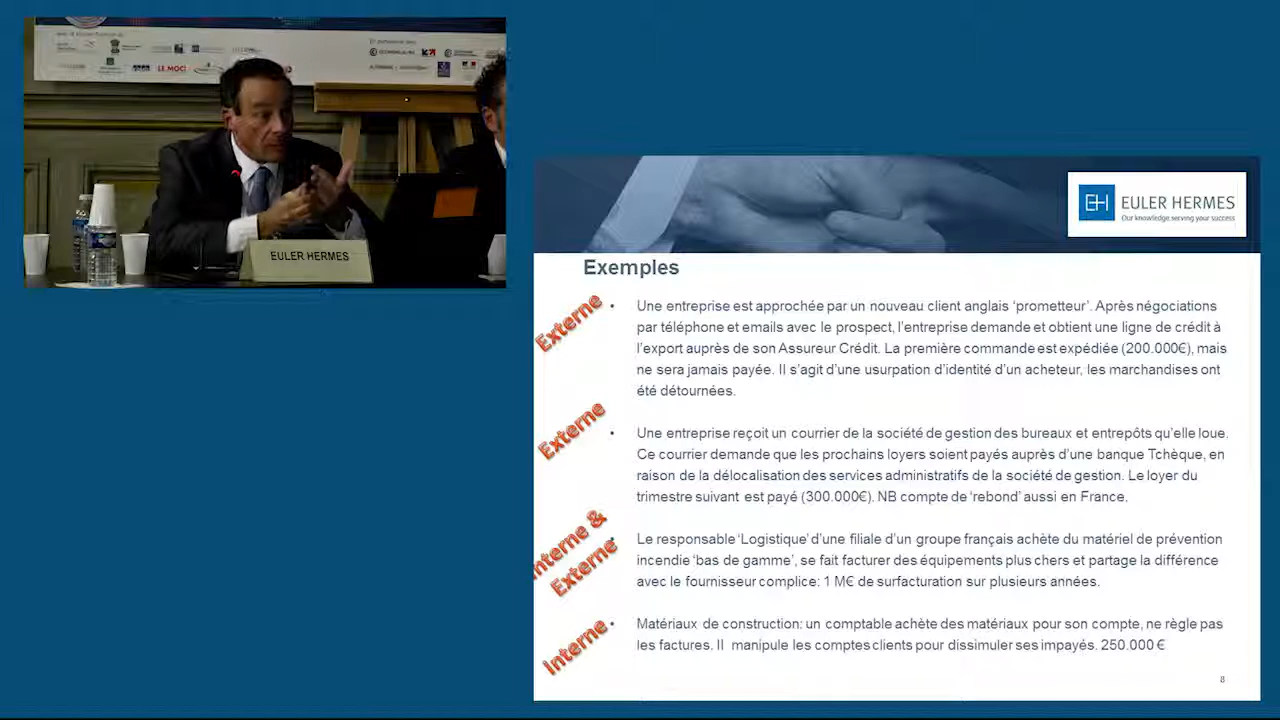 LE MOCI
EULER HERMES
EH EULER HERMES
Our knowledge serving your success
Exemples
Externe
• Une entreprise est approchée par un nouveau client anglais ‘prometteur’. Après négociations
par téléphone et emails avec le prospect, l’entreprise demande et obtient une ligne de crédit à
l’export auprès de son Assureur Crédit. La première commande est expédiée (200.000€), mais
ne sera jamais payée. Il s’agit d’une usurpation d’identité d’un acheteur, les marchandises ont
été détournées.
Externe
• Une entreprise reçoit un courrier de la société de gestion des bureaux et entrepôts qu’elle loue.
Ce courrier demande que les prochains loyers soient payés auprès d’une banque Tchèque, en
raison de la délocalisation des services administratifs de la société de gestion. Le loyer du
trimestre suivant est payé (300.000€). NB compte de ‘rebond’ aussi en France.
Interne &
Externe
• Le responsable ‘Logistique’ d’une filiale d’un groupe français achète du matériel de prévention
incendie ‘bas de gamme’, se fait facturer des équipements plus chers et partage la différence
avec le fournisseur complice: 1 M€ de surfacturation sur plusieurs années.
Interne
• Matériaux de construction: un comptable achète des matériaux pour son compte, ne règle pas
les factures. Il manipule les comptes clients pour dissimuler ses impayés. 250.000 €
8